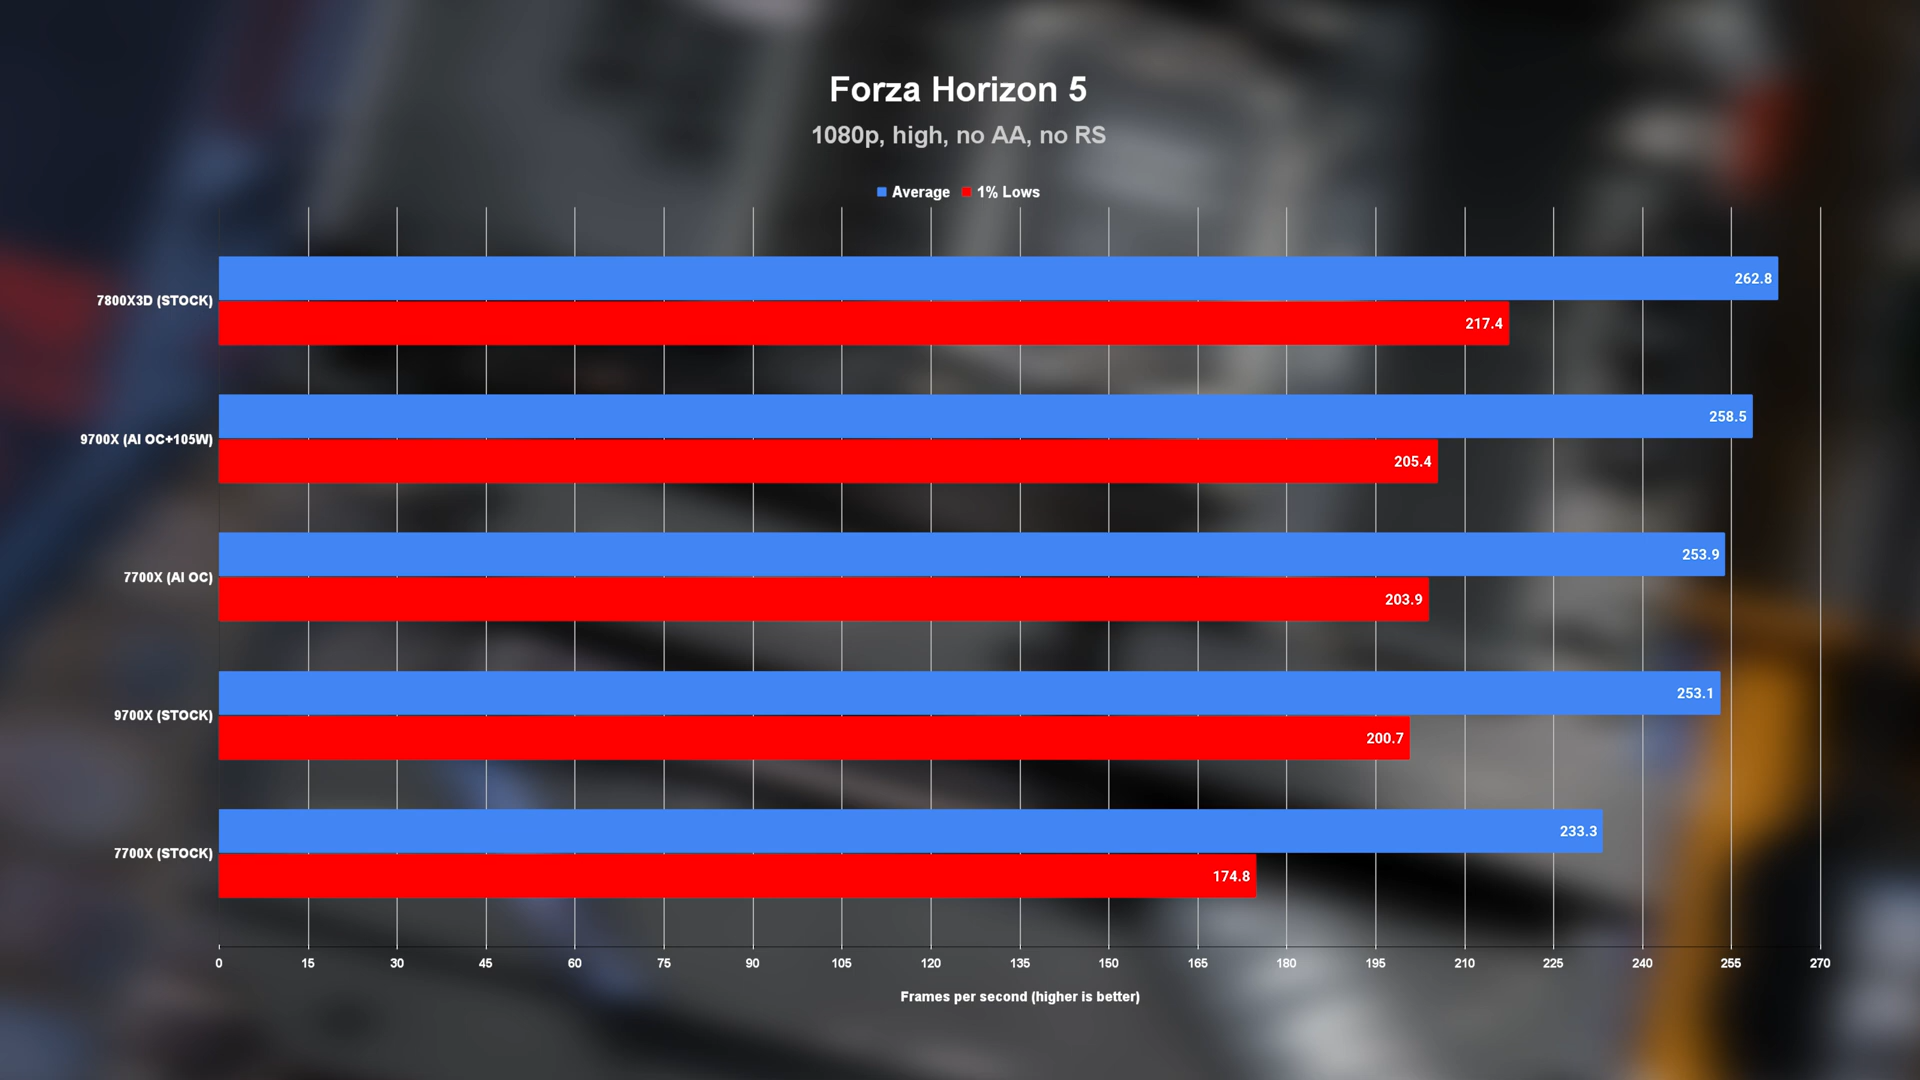 Forza Horizon 5
1080p, high, no AA, no RS
Average 1% Lows
7800X3D (STOCK) 262.8
217.4
9700X (AI OC+105W) 258.5
205.4
7700X (AI OC) 253.9
203.9
9700X (STOCK) 253.1
200.7
7700X (STOCK) 233.3
174.8
0 15 30 45 60 75 90 105 120 135 150 165 180 195 210 225 240 255 270
Frames per second (higher is better)